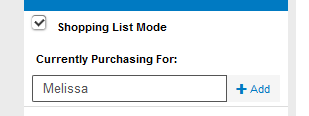 Shopping List Mode
Currently Purchasing For:
Melissa
+ Add